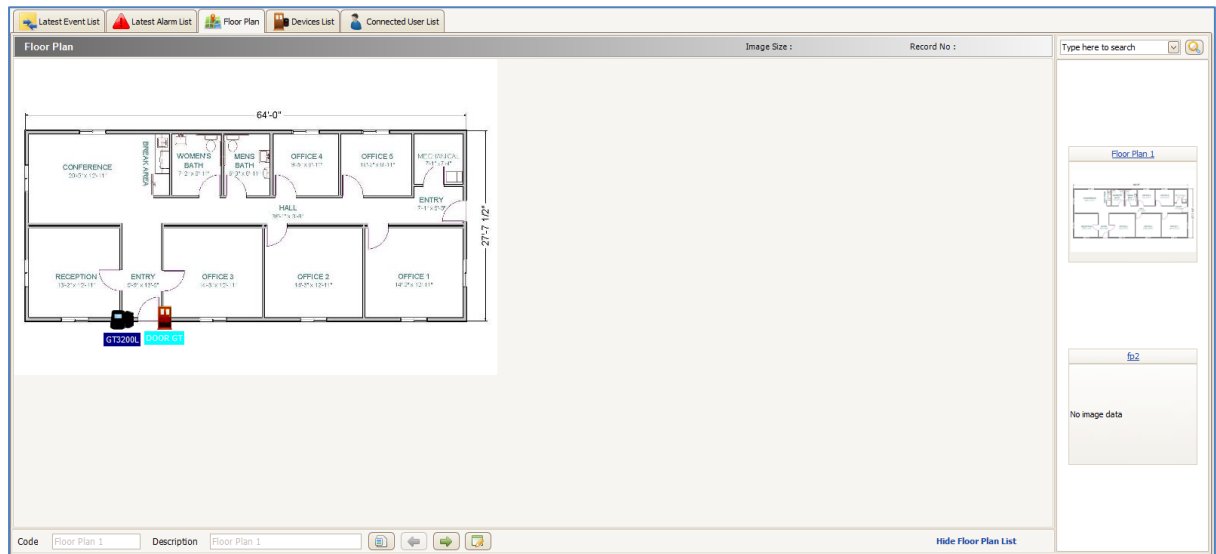 Latest Event List Latest Alarm List Floor Plan Devices List Connected User List
Floor Plan Image Size : Record No :
Type here to search
64'-0"
CONFERENCE
BREAK AREA
WOMEN'S
BATH
MENS
BATH
OFFICE 4
OFFICE 5
MECHANICAL
HALL
ENTRY
27'-7 1/2"
RECEPTION
ENTRY
OFFICE 3
OFFICE 2
OFFICE 1
GT3200L DOOR GT
Floor Plan 1
fp2
No image data
Code Floor Plan 1 Description Floor Plan 1 Hide Floor Plan List